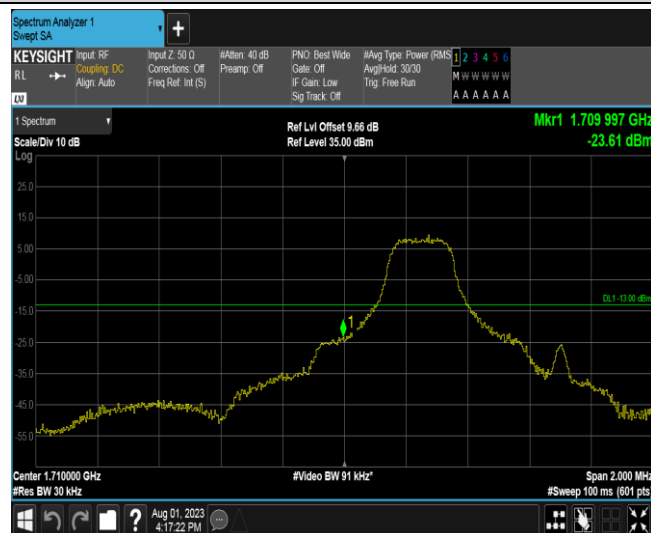 Spectrum Analyzer 1
Swept SA
+
KEYSIGHT
RL
LXI
Input: RF
Coupling: DC
Align: Auto
Input Z: 50 Ω
Corrections: Off
Freq Ref: Int (S)
#Atten: 40 dB
Preamp: Off
PNO: Best Wide
Gate: Off
IF Gain: Low
Sig Track: Off
#Avg Type: Power (RMS
Avg|Hold: 30/30
Trig: Free Run
1 2 3 4 5 6
M W W W W W
A A A A A A
1 Spectrum
Scale/Div 10 dB
Log
Ref Lvl Offset 9.66 dB
Ref Level 35.00 dBm
Mkr1 1.709 997 GHz
-23.61 dBm
25.0
15.0
5.00
-5.00
-15.0
-25.0
-35.0
-45.0
-55.0
DL1 -13.00 dBm
1
Center 1.710000 GHz
#Res BW 30 kHz
#Video BW 91 kHz*
Span 2.000 MHz
#Sweep 100 ms (601 pts)
?
Aug 01, 2023
4:17:22 PM